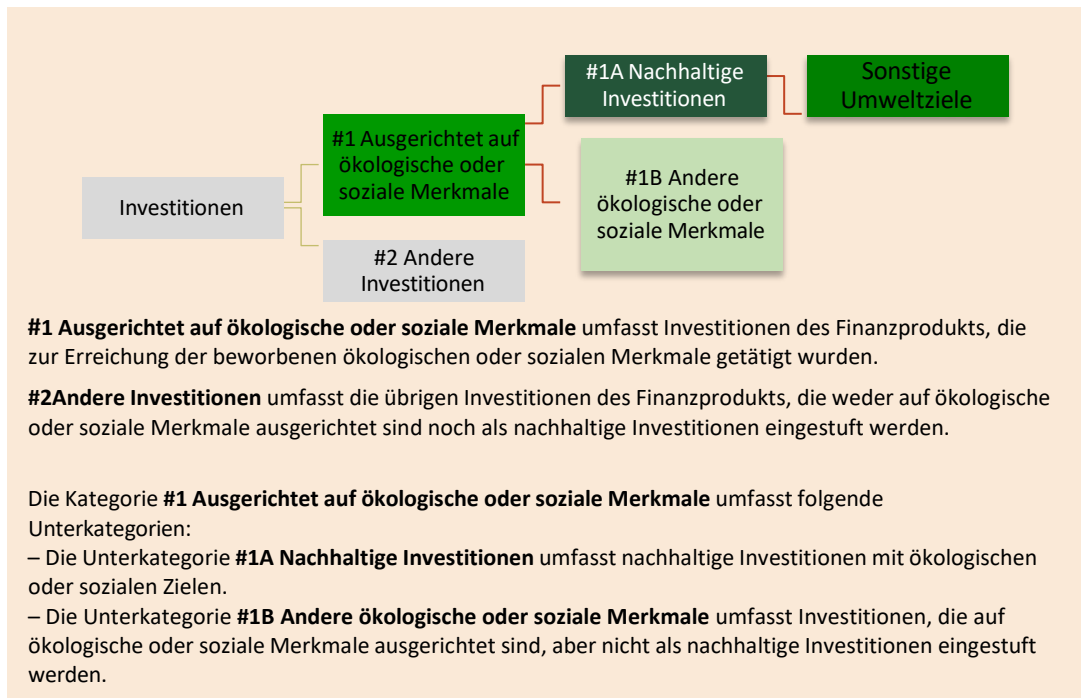 #1A Nachhaltige
Investitionen
Sonstige
Umweltziele
#1 Ausgerichtet auf
ökologische oder
soziale Merkmale
#1B Andere
ökologische oder
soziale Merkmale
Investitionen
#2 Andere
Investitionen
#1 Ausgerichtet auf ökologische oder soziale Merkmale umfasst Investitionen des Finanzprodukts, die
zur Erreichung der beworbenen ökologischen oder sozialen Merkmale getätigt wurden.
#2Andere Investitionen umfasst die übrigen Investitionen des Finanzprodukts, die weder auf ökologische
oder soziale Merkmale ausgerichtet sind noch als nachhaltige Investitionen eingestuft werden.
Die Kategorie #1 Ausgerichtet auf ökologische oder soziale Merkmale umfasst folgende
Unterkategorien:
– Die Unterkategorie #1A Nachhaltige Investitionen umfasst nachhaltige Investitionen mit ökologischen
oder sozialen Zielen.
– Die Unterkategorie #1B Andere ökologische oder soziale Merkmale umfasst Investitionen, die auf
ökologische oder soziale Merkmale ausgerichtet sind, aber nicht als nachhaltige Investitionen eingestuft
werden.